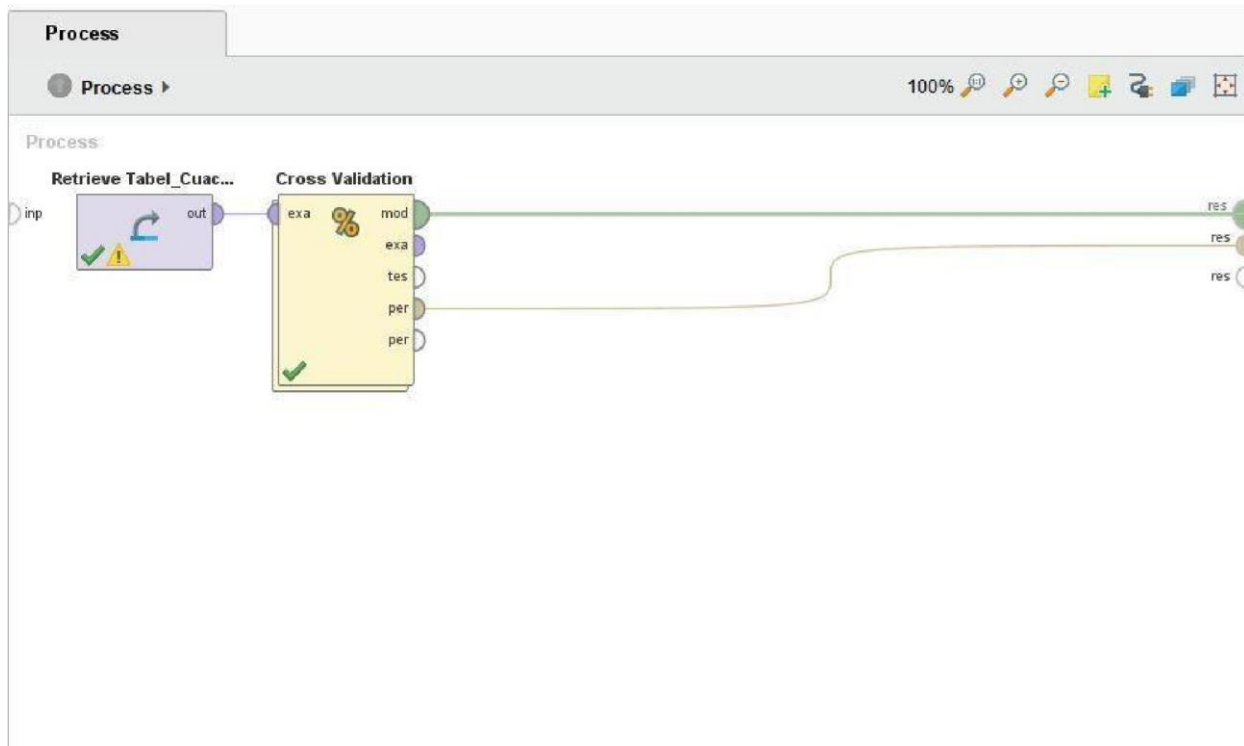 Process
Process
100%
Process
Retrieve Tabel_Cuac...
Cross Validation
inp
out
exa
mod
exa
tes
per
per
res
res
res